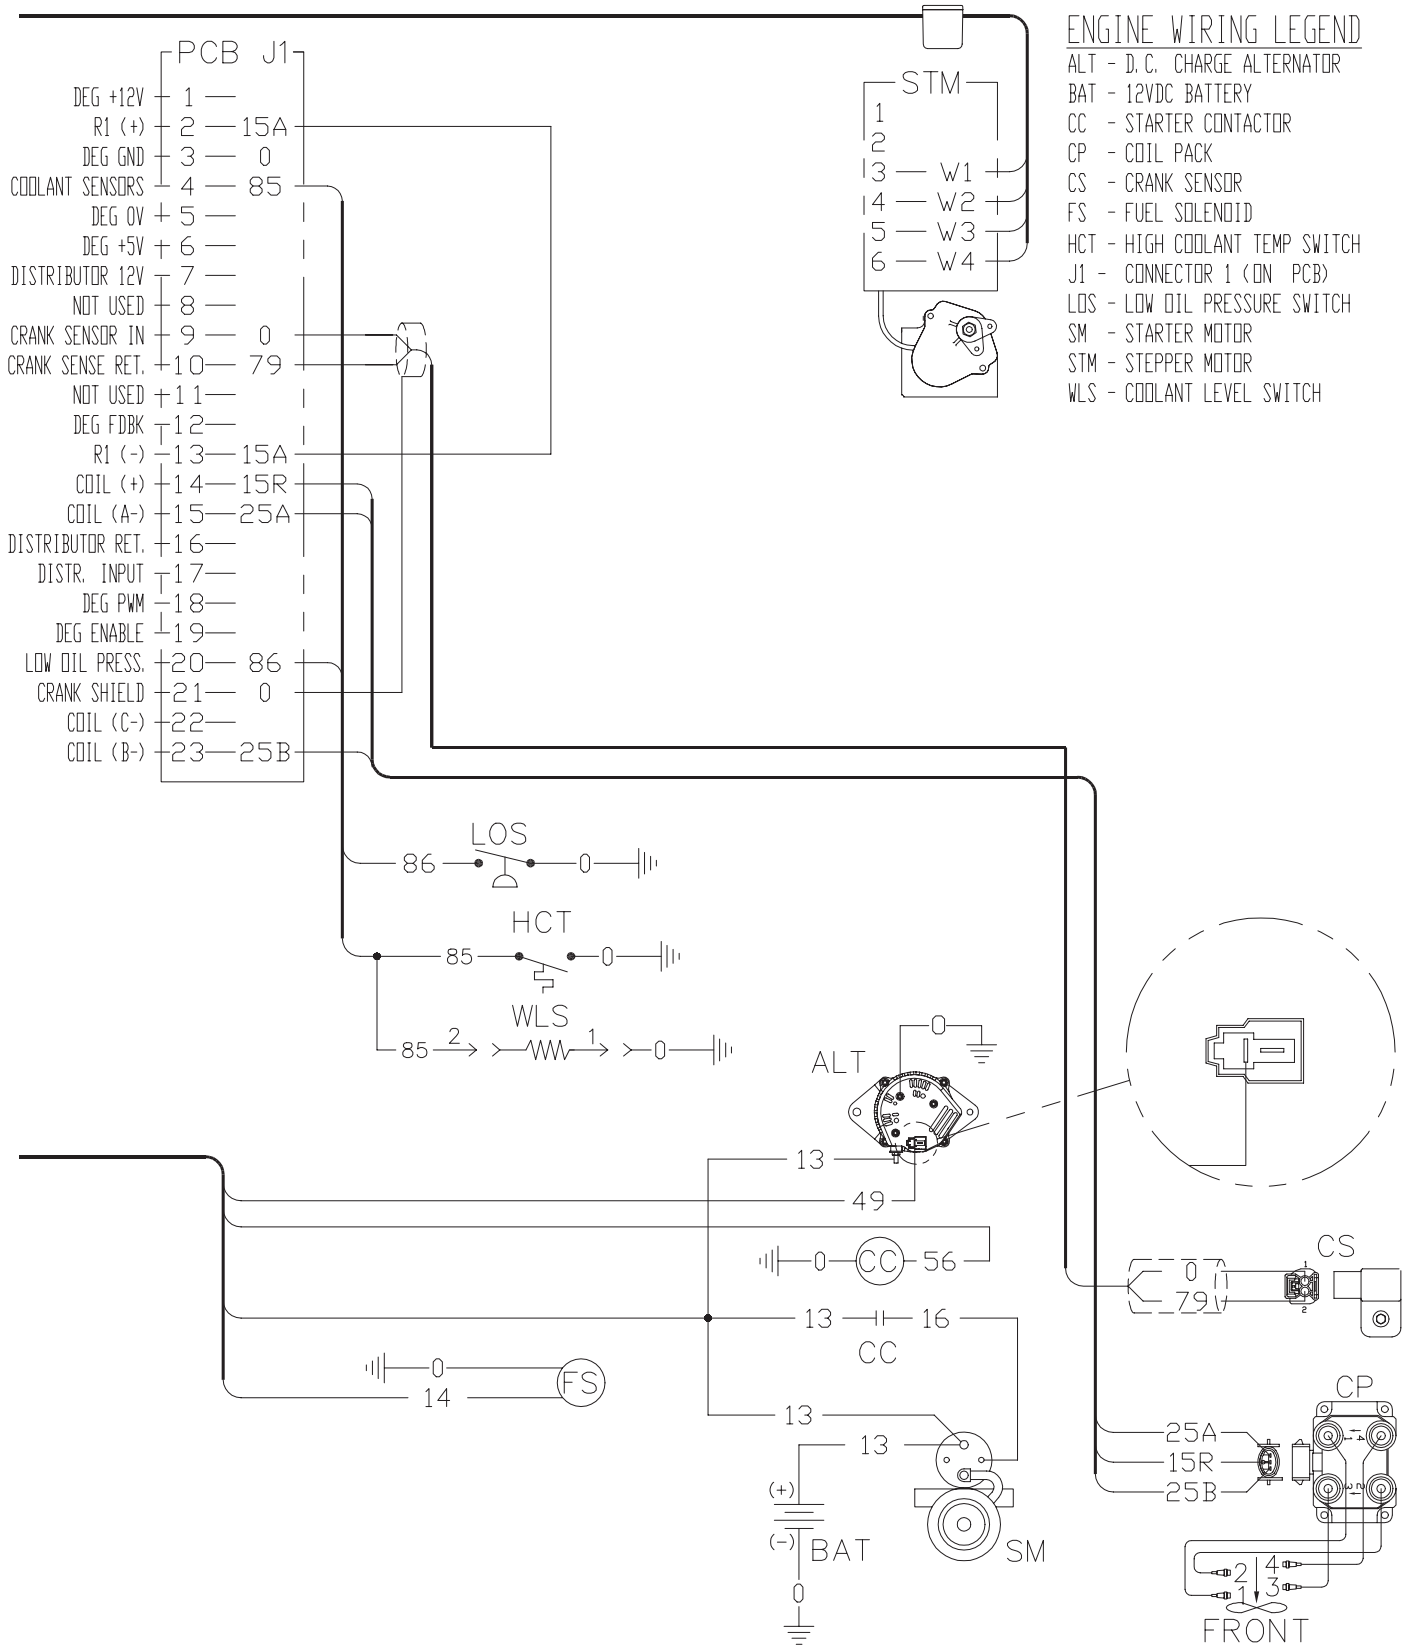 ENGINE WIRING LEGEND
ALT - D.C. CHARGE ALTERNATOR
BAT - 12VDC BATTERY
CC - STARTER CONTACTOR
CP - COIL PACK
CS - CRANK SENSOR
FS - FUEL SOLENOID
HCT - HIGH COOLANT TEMP SWITCH
J1 - CONNECTOR 1 (ON PCB)
LOS - LOW OIL PRESSURE SWITCH
SM - STARTER MOTOR
STM - STEPPER MOTOR
WLS - COOLANT LEVEL SWITCH
PCB J1
DEG +12V 1
R1 (+) 2 15A
DEG GND 3 0
COOLANT SENSORS 4 85
DEG 0V 5
DEG +5V 6
DISTRIBUTOR 12V 7
NOT USED 8
CRANK SENSOR IN 9 0
CRANK SENSE RET. 10 79
NOT USED 11
DEG FDBK 12
R1 (-) 13 15A
COIL (+) 14 15R
COIL (A-) 15 25A
DISTRIBUTOR RET. 16
DISTR. INPUT 17
DEG PWM 18
DEG ENABLE 19
LOW OIL PRESS. 20 86
CRANK SHIELD 21 0
COIL (C-) 22
COIL (B-) 23 25B
STM
1
2
3 W1
4 W2
5 W3
6 W4
LOS
86 0
HCT
85 0
WLS
85 2 1 0
0
ALT
13
49
0 CC 56
13 16
CC
0
14 FS
13
13
(+)
(-) BAT
0
SM
CS
0
79
1
2
CP
25A
15R
25B
1 4
3 2
2 4
1 3
FRONT